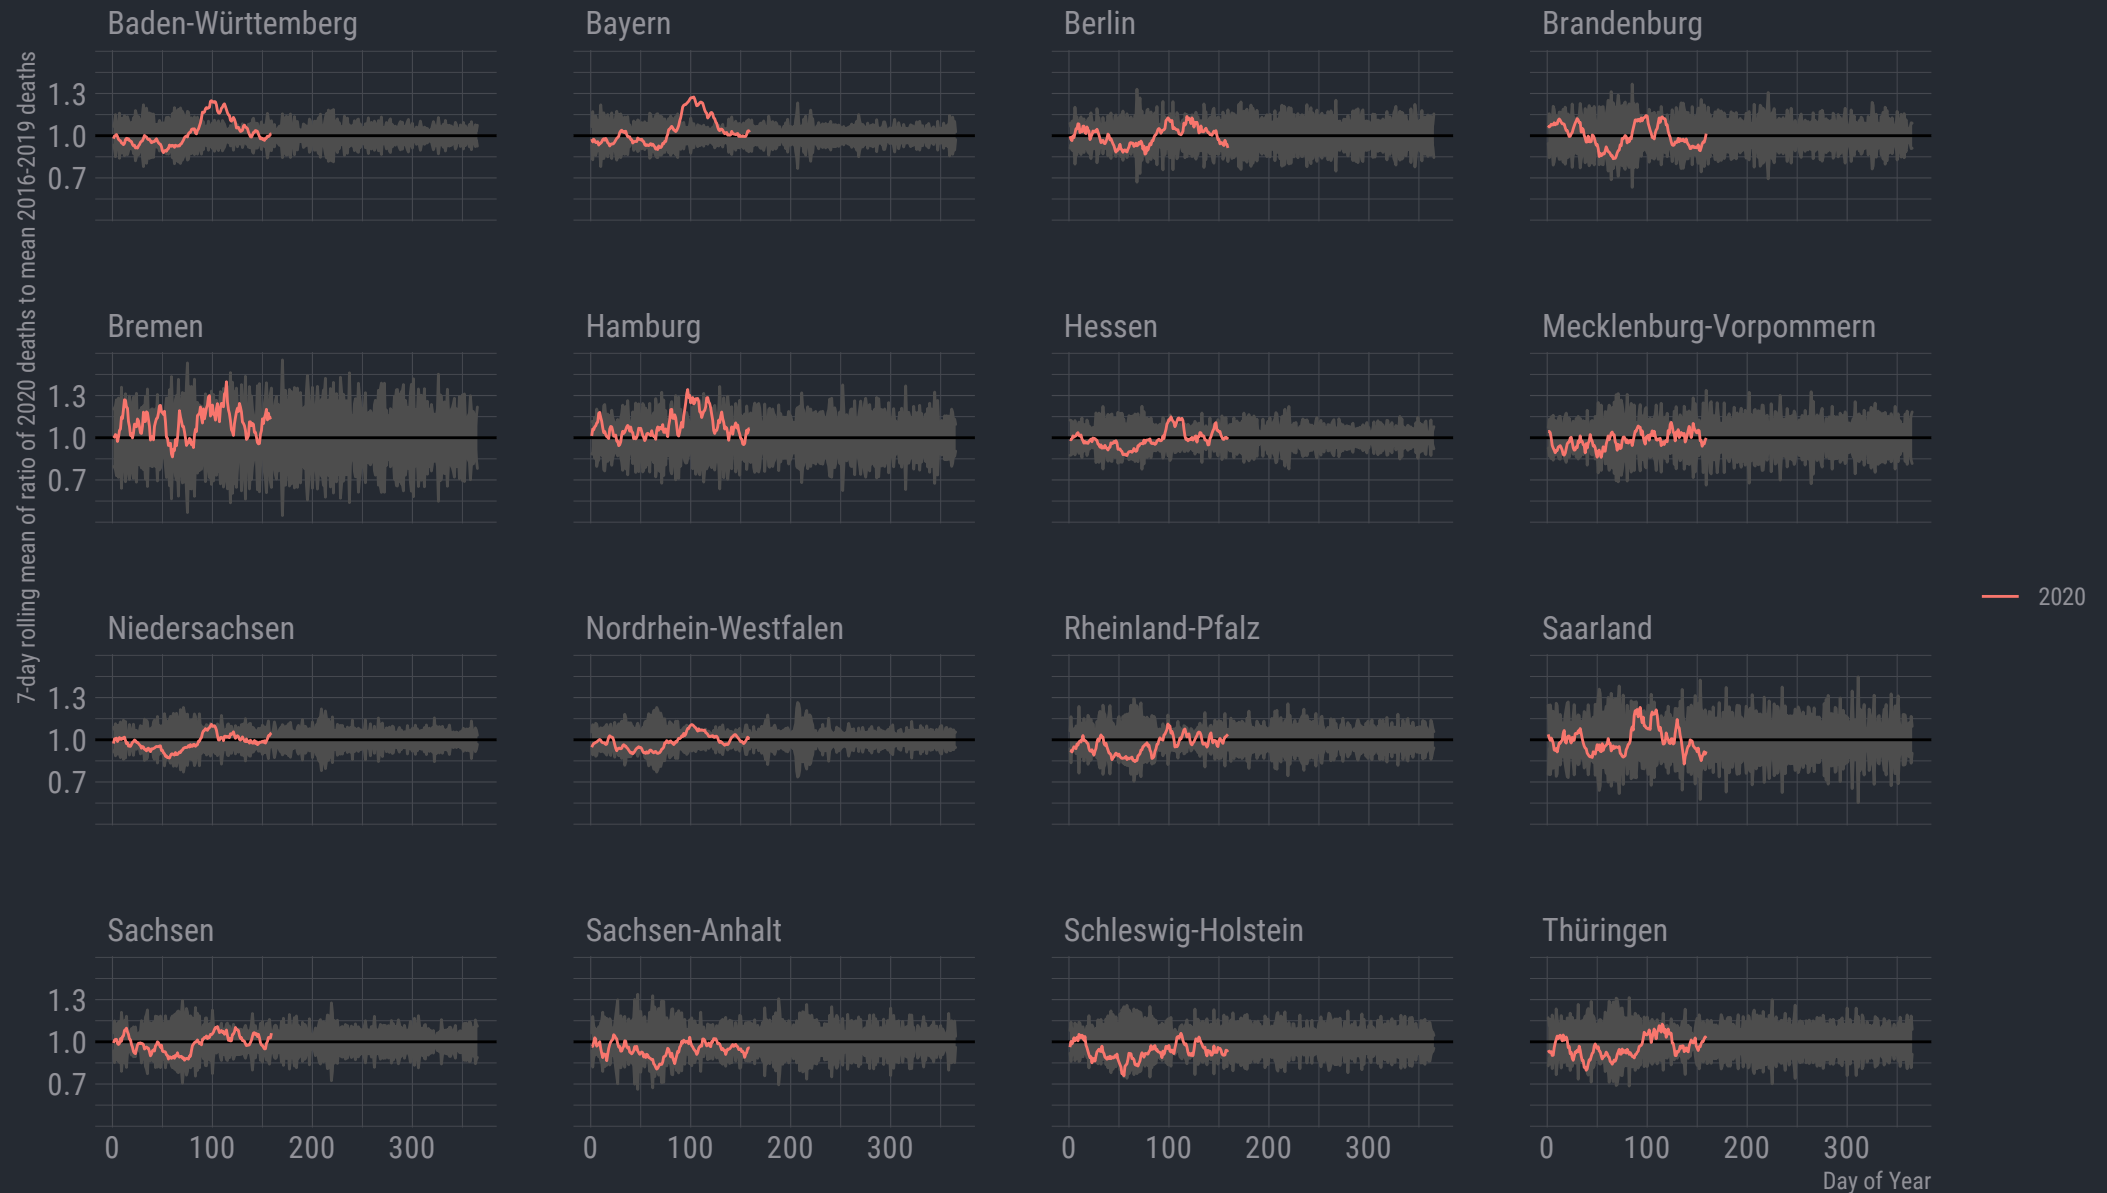 Baden-Württemberg
Bayern
Berlin
Brandenburg
7-day rolling mean of ratio of 2020 deaths to mean 2016-2019 deaths
1.3
1.0
0.7
Bremen
Hamburg
Hessen
Mecklenburg-Vorpommern
1.3
1.0
0.7
2020
Niedersachsen
Nordrhein-Westfalen
Rheinland-Pfalz
Saarland
1.3
1.0
0.7
Sachsen
Sachsen-Anhalt
Schleswig-Holstein
Thüringen
1.3
1.0
0.7
0 100 200 300
0 100 200 300
0 100 200 300
0 100 200 300
Day of Year